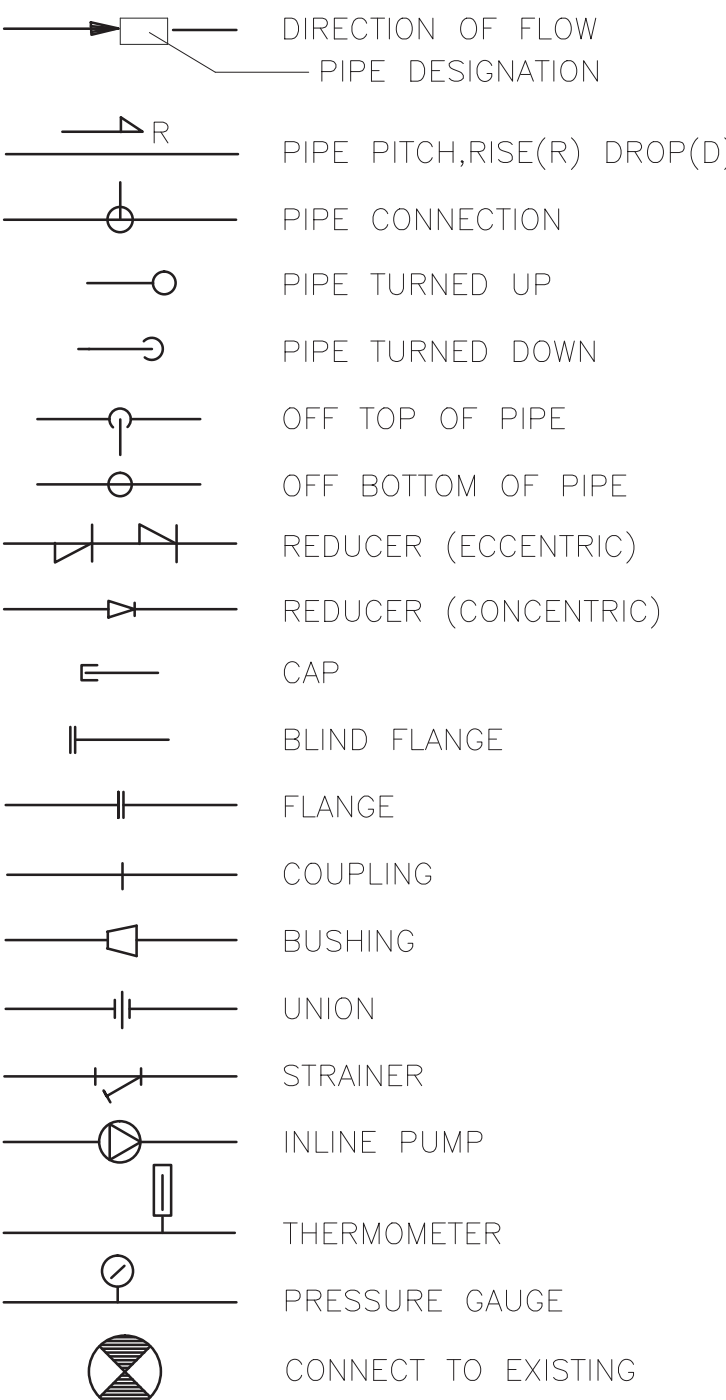 DIRECTION OF FLOW
PIPE DESIGNATION
R
PIPE PITCH,RISE(R) DROP(D)
PIPE CONNECTION
PIPE TURNED UP
PIPE TURNED DOWN
OFF TOP OF PIPE
OFF BOTTOM OF PIPE
REDUCER (ECCENTRIC)
REDUCER (CONCENTRIC)
CAP
BLIND FLANGE
FLANGE
COUPLING
BUSHING
UNION
STRAINER
INLINE PUMP
THERMOMETER
PRESSURE GAUGE
CONNECT TO EXISTING